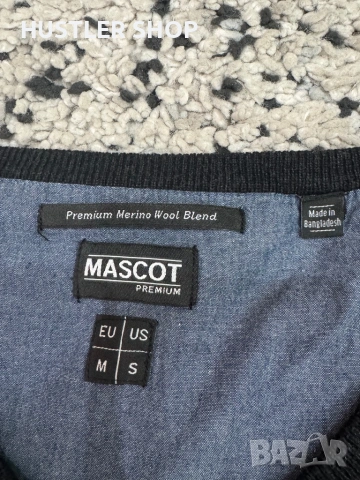 HUSTLER SHOP
Premium Merino Wool Blend
Made in
Bangladesh
MASCOT
PREMIUM
EU US
M S
BAZAR